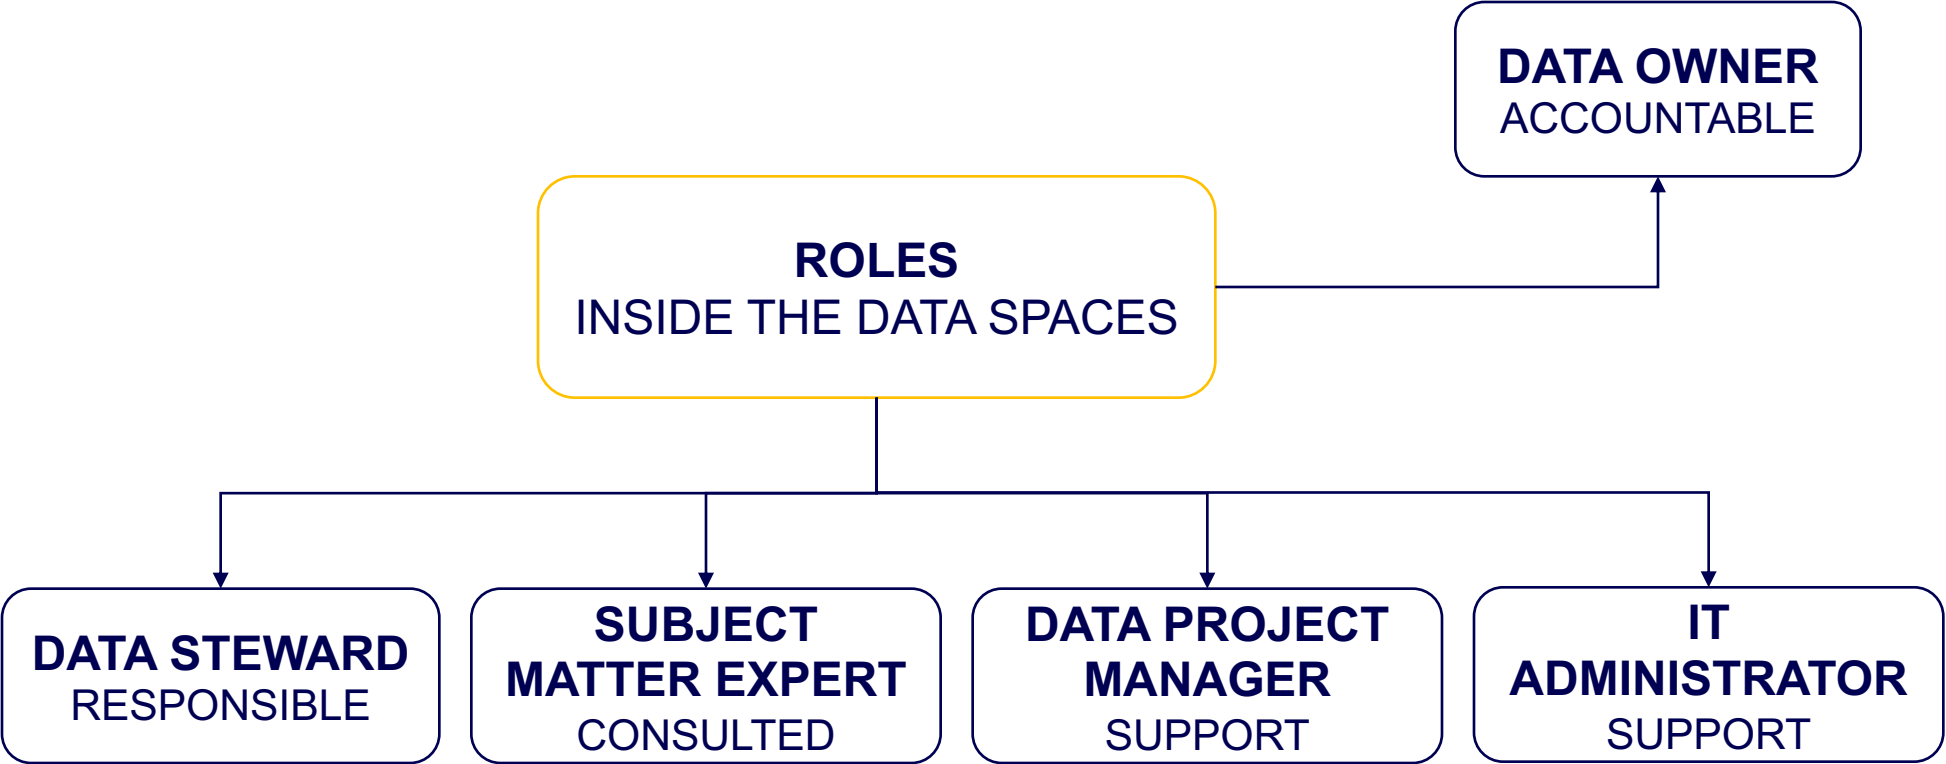 DATA OWNER
ACCOUNTABLE
ROLES
INSIDE THE DATA SPACES
DATA STEWARD
RESPONSIBLE
SUBJECT
MATTER EXPERT
CONSULTED
DATA PROJECT
MANAGER
SUPPORT
IT
ADMINISTRATOR
SUPPORT